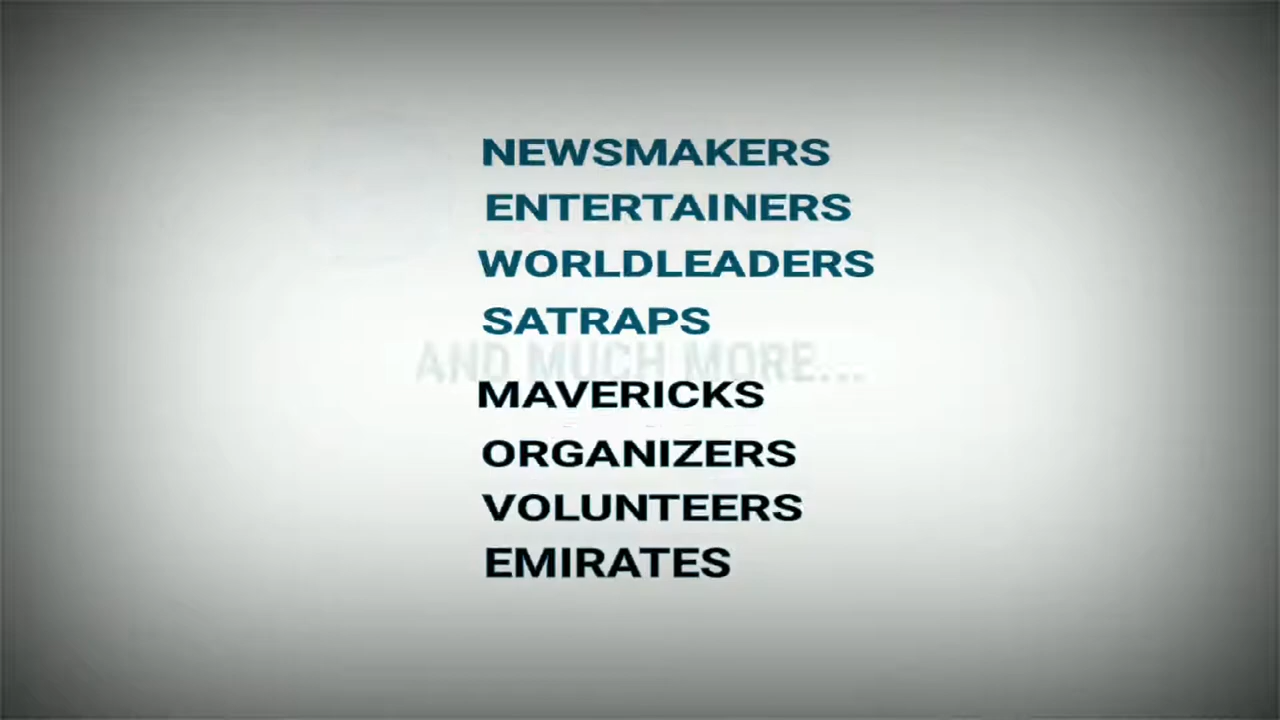 NEWSMAKERS
ENTERTAINERS
WORLDLEADERS
SATRAPS
AND MUCH MORE...
MAVERICKS
ORGANIZERS
VOLUNTEERS
EMIRATES